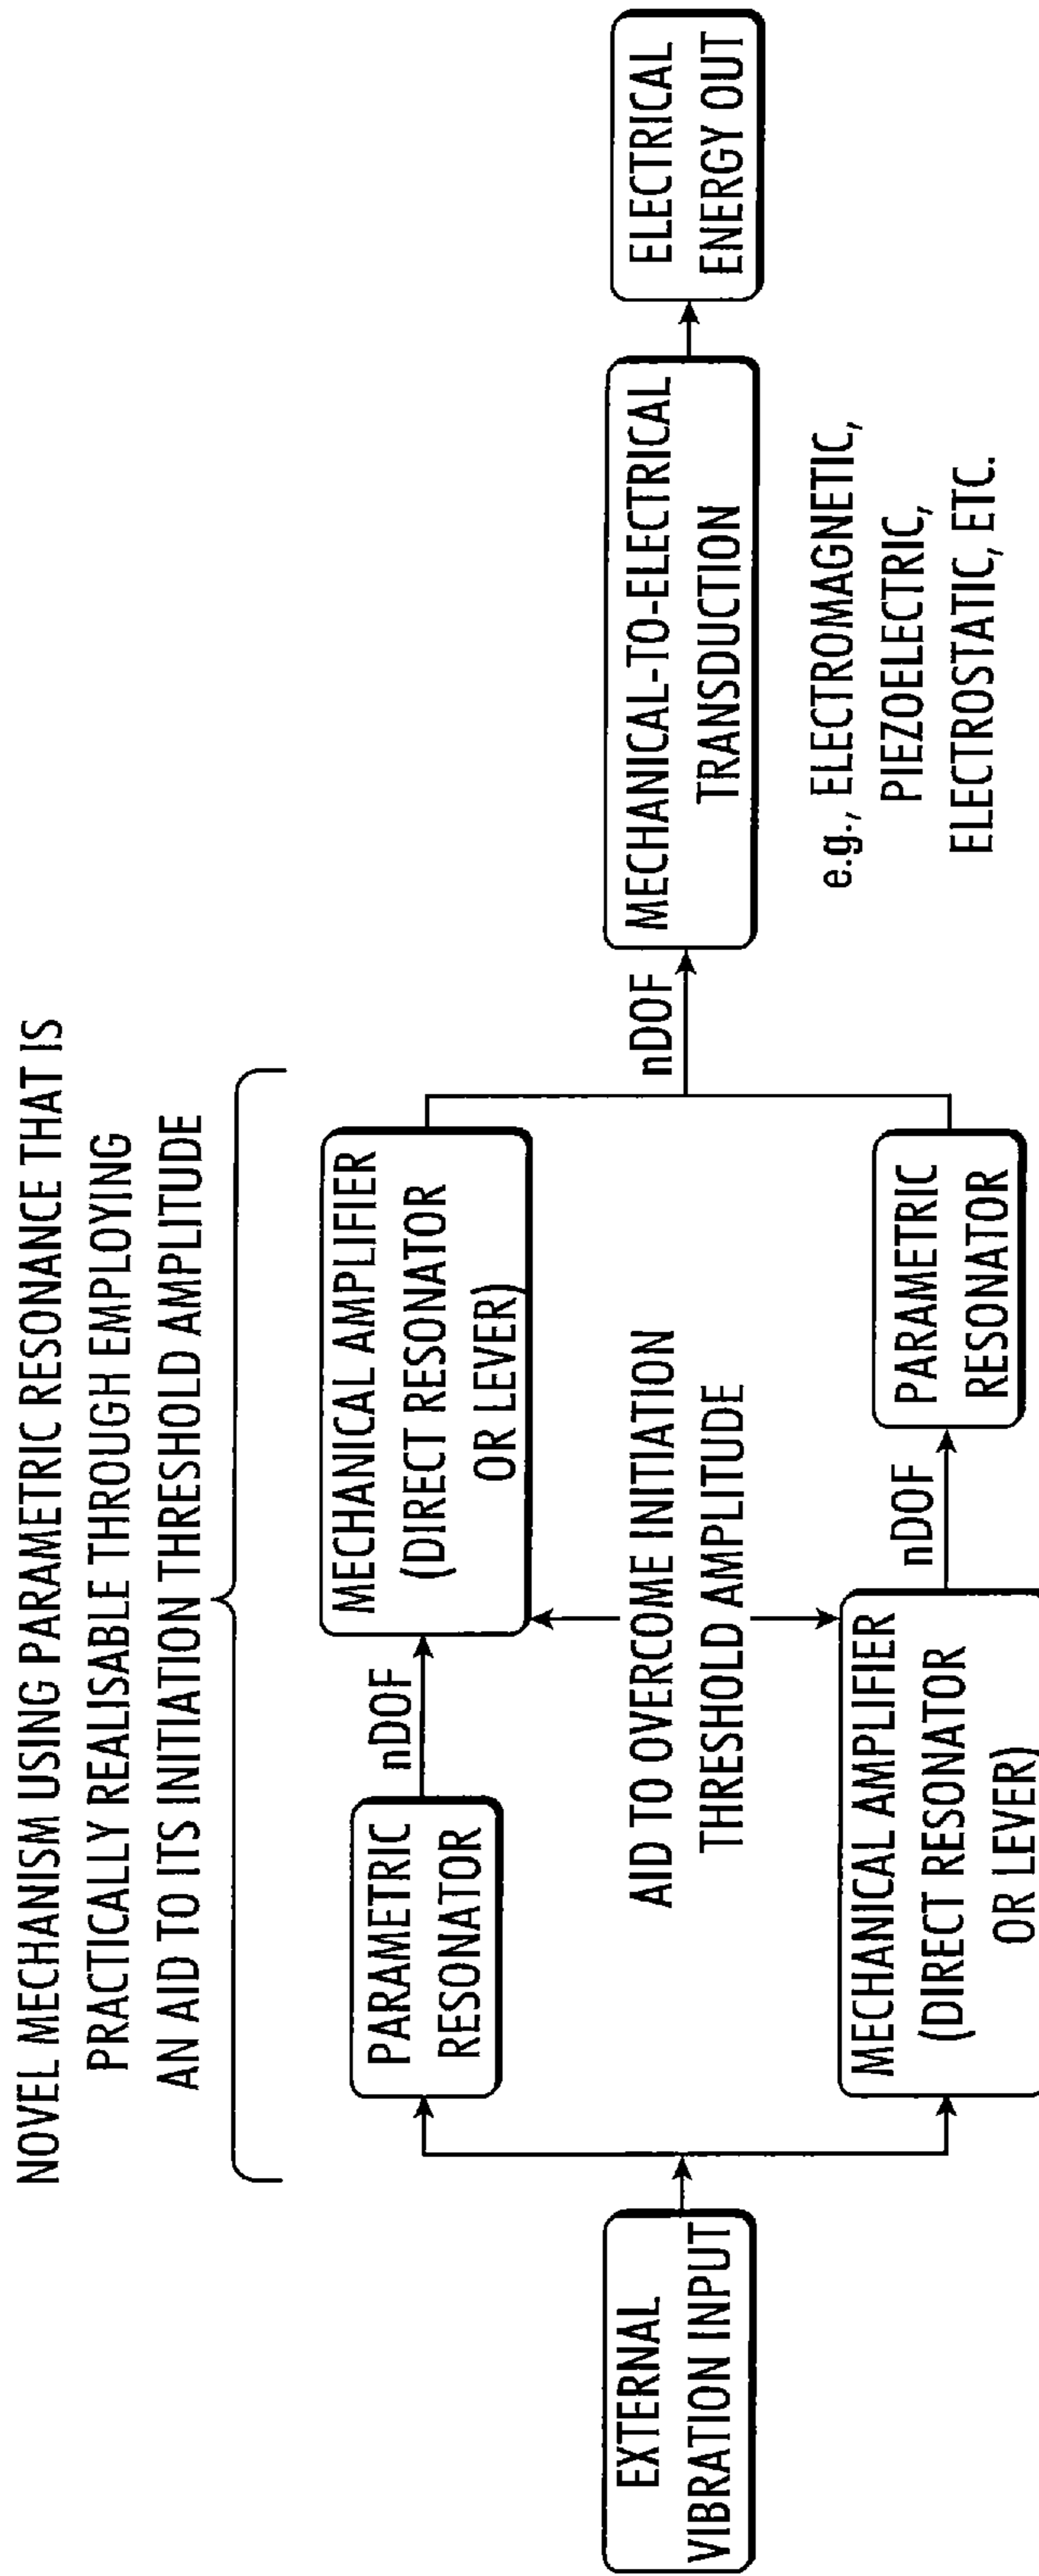 NOVEL MECHANISM USING PARAMETRIC RESONANCE THAT IS
PRACTICALLY REALISABLE THROUGH EMPLOYING
AN AID TO ITS INITIATION THRESHOLD AMPLITUDE
EXTERNAL
VIBRATION INPUT
PARAMETRIC
RESONATOR
nDOF
MECHANICAL AMPLIFIER
(DIRECT RESONATOR
OR LEVER)
AID TO OVERCOME INITIATION
THRESHOLD AMPLITUDE
MECHANICAL AMPLIFIER
(DIRECT RESONATOR
OR LEVER)
nDOF
PARAMETRIC
RESONATOR
nDOF
MECHANICAL-TO-ELECTRICAL
TRANSDUCTION
e.g., ELECTROMAGNETIC,
PIEZOELECTRIC,
ELECTROSTATIC, ETC.
ELECTRICAL
ENERGY OUT